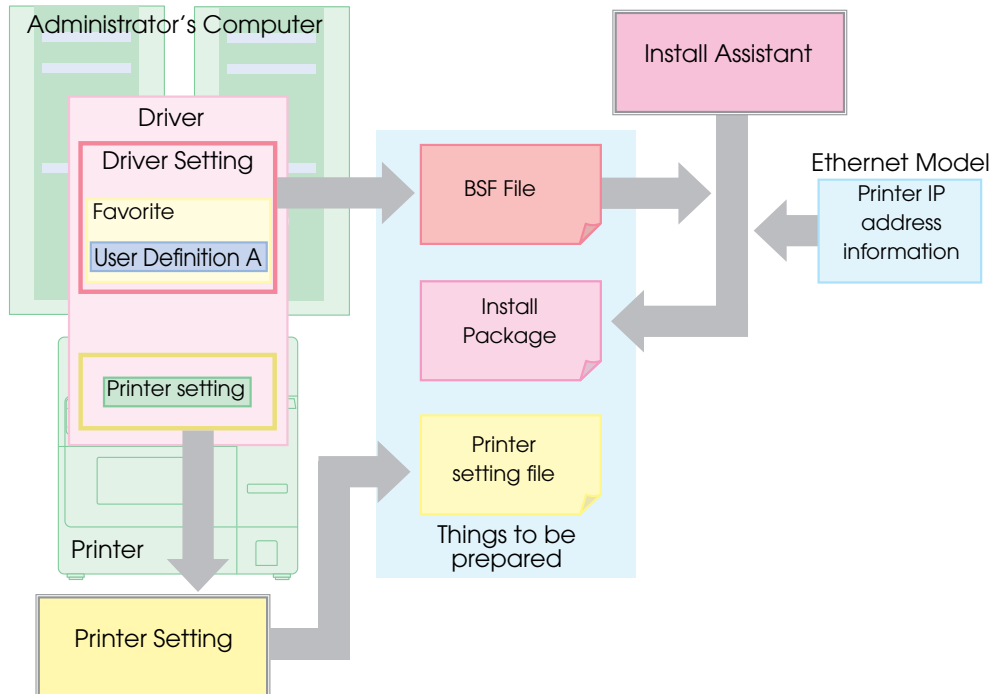 Administrator's Computer
Driver
Driver Setting
Favorite
User Definition A
Printer setting
Printer
Printer Setting
BSF File
Install
Package
Printer
setting file
Things to be
prepared
Install Assistant
Ethernet Model
Printer IP
address
information